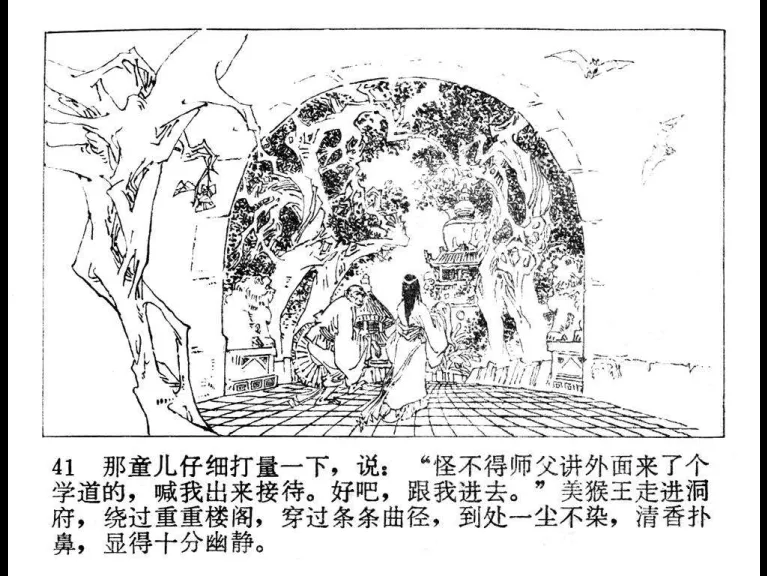 41 那童儿仔细打量一下，说：“怪不得师父讲外面来了个
学道的，喊我出来接待。好吧，跟我进去。”美猴王走进洞
府，绕过重重楼阁，穿过条条曲径，到处一尘不染，清香扑
鼻，显得十分幽静。